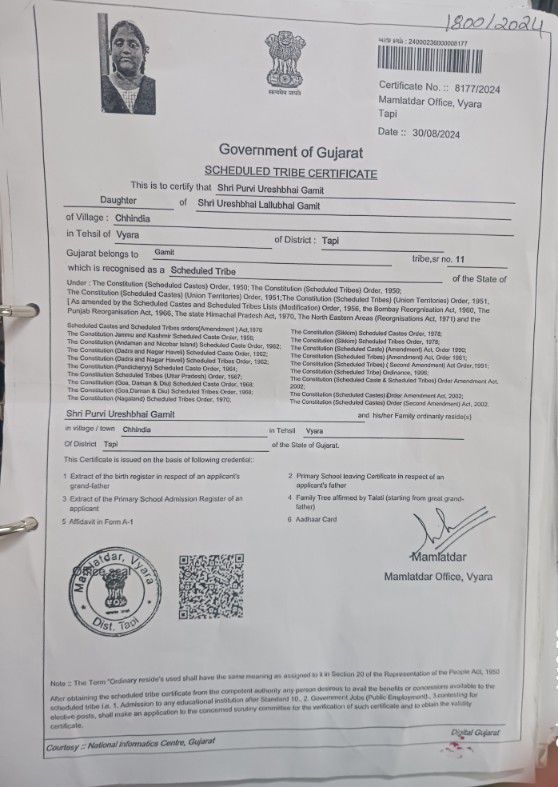 1800/2024
Certificate No. :: 8177/2024
Mamlatdar Office, Vyara
Tapi
Date :: 30/08/2024
सत्यमेव जयते
Government of Gujarat
SCHEDULED TRIBE CERTIFICATE
This is to certify that Shri Purvi Ureshbhai Gamit
Daughter of Shri Ureshbhai Lallubhai Gamit
of Village : Chhindia
in Tehsil of Vyara of District : Tapi
Gujarat belongs to Gamit tribe,sr no. 11
which is recognised as a Scheduled Tribe of the State of
Under : The Constitution (Scheduled Castes) Order, 1950; The Constitution (Scheduled Tribes) Order, 1950;
The Constitution (Scheduled Castes) (Union Territories) Order, 1951;The Constitution (Scheduled Tribes) (Union Territories) Order, 1951,
[As amended by the Scheduled Castes and Scheduled Tribes Lists (Modification) Order, 1956, the Bombay Reorgnisation Act, 1960, The
Punjab Reorganisation Act, 1966, The state Himachal Pradesh Act, 1970, The North Eastern Areas (Reorganisations Act, 1971) and the
Scheduled Castes and Scheduled Tribes orders(Amendment) Act,1976
The Constitution Jammu and Kashmir Scheduled Caste Order, 1950;
The Constitution (Andaman and Nicobar Island) Scheduled Caste Order, 1962;
The Constitution (Dadra and Nagar Haveli) Scheduled Caste Order, 1962;
The Constitution (Dadra and Nagar Haveli) Scheduled Tribes Order, 1962;
The Constitution (Pondicheryy) Scheduled Caste Order, 1964;
The Constitution Scheduled Tribes (Uttar Pradesh) Order, 1967;
The Constitution (Goa, Daman & Diu) Scheduled Caste Order, 1968;
The Constitution (Goa,Daman & Diu) Scheduled Tribes Order, 1968;
The Constitution (Nagaland) Scheduled Tribes Order, 1970;
The Constitution (Sikkim) Scheduled Castes Order, 1978;
The Constitution (Sikkim) Scheduled Tribes Order, 1978;
The Constitution (Scheduled Caste) (Amendment) Act, Order 1990;
The Constitution (Scheduled Tribes) (Amendment) Act, Order 1991;
The Constitution (Scheduled Tribes) ( Second Amendment) Act Order, 1991;
The Constitution (Scheduled Tribe) Ordinance, 1996;
The Constitution (Scheduled Caste & Scheduled Tribes) Order Amendment Act,
2002;
The Constitution (Scheduled Castes) Order Amendment Act, 2002;
The Constitution (Scheduled Castes) Order (Second Amendment) Act, 2002.
Shri Purvi Ureshbhai Gamit and his/her Family ordinarily reside(s)
in village / town Chhindia in Tehsil Vyara
Of District Tapi of the State of Gujarat.
This Certificate is issued on the basis of following credential::
1 Extract of the birth register in respect of an applicant's
grand-father
2 Primary School leaving Certificate in respect of an
applicant's father
3 Extract of the Primary School Admission Register of an
applicant
4 Family Tree affirmed by Talati (starting from great grand-
father)
5 Affidavit in Form A-1
6 Aadhaar Card
Mamlatdar
Mamlatdar Office, Vyara
Mamlatdar, Vyara
Office seal
Dist. Tapi
Note :: The Term "Ordinary reside's used shall have the same meaning as assigned to it in Section 20 of the Representation of the People Act, 1950
After obtaining the scheduled tribe certificate from the competent authority any person desirous to avail the benefits or concessions available to the
scheduled tribe i.e. 1. Admission to any educational institution after Standard 10., 2. Government Jobs (Public Employment)., 3.contesting for
elective posts, shall make an application to the concerned scrutiny committee for the verification of such certificate and to obtain the validity
certificate.
Digital Gujarat
Courtesy :: National Informatics Centre, Gujarat